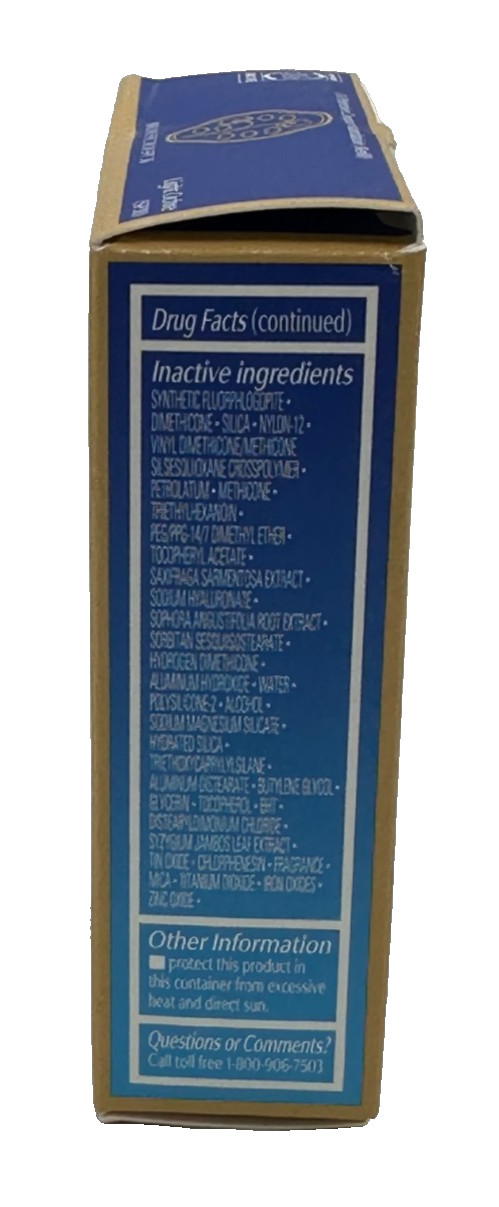 Drug Facts (continued)
Inactive ingredients
SYNTHETIC FLUORPHLOGOPITE •
DIMETHICONE • SILICA • NYLON-12 •
VINYL DIMETHICONE/METHICONE
SILSESQUIOXANE CROSSPOLYMER •
PETROLATUM • METHICONE •
TRIETHYLHEXANOIN •
PEG/PPG-14/7 DIMETHYL ETHER •
TOCOPHERYL ACETATE •
SAXIFRAGA SARMENTOSA EXTRACT •
SODIUM HYALURONATE •
SOPHORA ANGUSTIFOLIA ROOT EXTRACT •
SORBITAN SESQUIISOSTEARATE •
HYDROGEN DIMETHICONE •
ALUMINUM HYDROXIDE • WATER •
POLYSILICONE-2 • ALCOHOL •
SODIUM MAGNESIUM SILICATE •
HYDRATED SILICA •
TRIETHOXYCAPRYLYLSILANE •
ALUMINUM DISTEARATE • BUTYLENE GLYCOL •
GLYCERIN • TOCOPHEROL • BHT •
DISTEARYLDIMONIUM CHLORIDE •
SYZYGIUM JAMBOS LEAF EXTRACT •
TIN OXIDE • CHLORPHENESIN • FRAGRANCE •
MICA • TITANIUM DIOXIDE • IRON OXIDES •
ZINC OXIDE •
Other Information
■ protect this product in
this container from excessive
heat and direct sun.
Questions or Comments?
Call toll free 1-800-906-7503